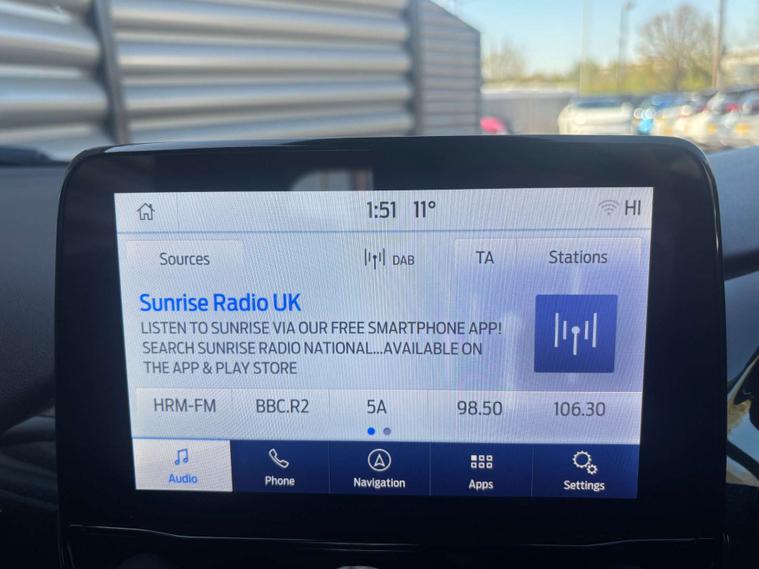 1:51 11° HI
Sources DAB TA Stations
Sunrise Radio UK
LISTEN TO SUNRISE VIA OUR FREE SMARTPHONE APP!
SEARCH SUNRISE RADIO NATIONAL...AVAILABLE ON
THE APP & PLAY STORE
HRM-FM BBC.R2 5A 98.50 106.30
Audio Phone Navigation Apps Settings